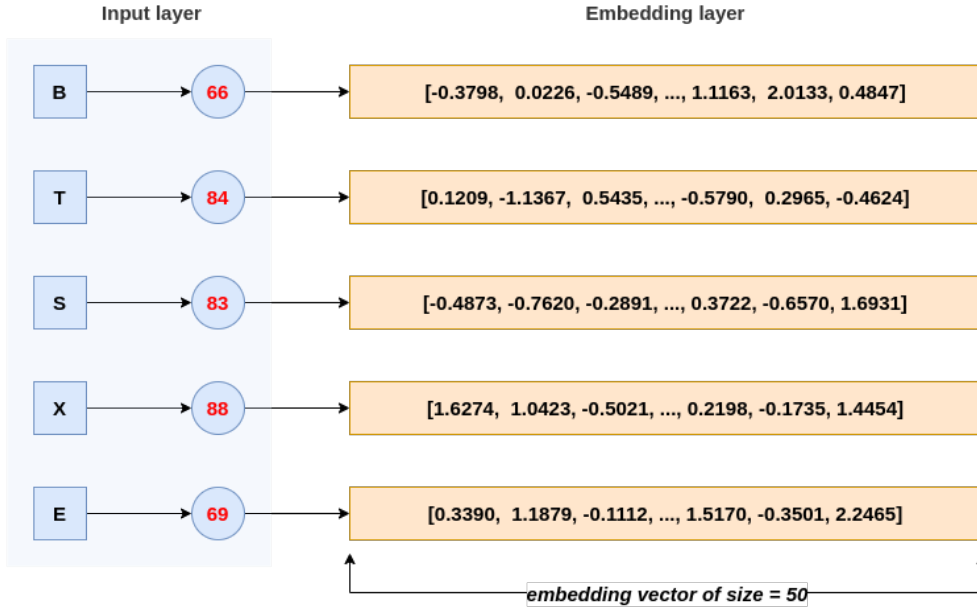 Input layer Embedding layer
B 66 [-0.3798, 0.0226, -0.5489, ..., 1.1163, 2.0133, 0.4847]
T 84 [0.1209, -1.1367, 0.5435, ..., -0.5790, 0.2965, -0.4624]
S 83 [-0.4873, -0.7620, -0.2891, ..., 0.3722, -0.6570, 1.6931]
X 88 [1.6274, 1.0423, -0.5021, ..., 0.2198, -0.1735, 1.4454]
E 69 [0.3390, 1.1879, -0.1112, ..., 1.5170, -0.3501, 2.2465]
embedding vector of size = 50